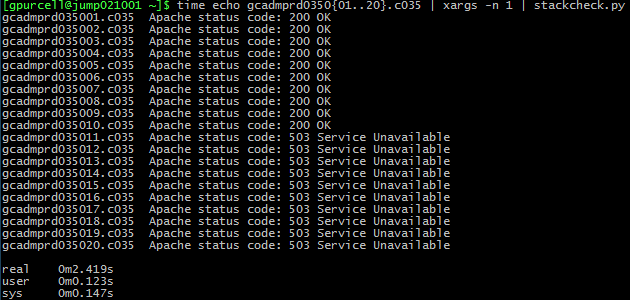 [gpurcell@jump021001 ~]$ time echo gcadmprd0350{01..20}.c035 | xargs -n 1 | stackcheck.py
gcadmprd035001.c035  Apache status code: 200 OK
gcadmprd035002.c035  Apache status code: 200 OK
gcadmprd035003.c035  Apache status code: 200 OK
gcadmprd035004.c035  Apache status code: 200 OK
gcadmprd035005.c035  Apache status code: 200 OK
gcadmprd035006.c035  Apache status code: 200 OK
gcadmprd035007.c035  Apache status code: 200 OK
gcadmprd035008.c035  Apache status code: 200 OK
gcadmprd035009.c035  Apache status code: 200 OK
gcadmprd035010.c035  Apache status code: 200 OK
gcadmprd035011.c035  Apache status code: 503 Service Unavailable
gcadmprd035012.c035  Apache status code: 503 Service Unavailable
gcadmprd035013.c035  Apache status code: 503 Service Unavailable
gcadmprd035014.c035  Apache status code: 503 Service Unavailable
gcadmprd035015.c035  Apache status code: 503 Service Unavailable
gcadmprd035016.c035  Apache status code: 503 Service Unavailable
gcadmprd035017.c035  Apache status code: 503 Service Unavailable
gcadmprd035018.c035  Apache status code: 503 Service Unavailable
gcadmprd035019.c035  Apache status code: 503 Service Unavailable
gcadmprd035020.c035  Apache status code: 503 Service Unavailable
real    0m2.419s
user    0m0.123s
sys     0m0.147s